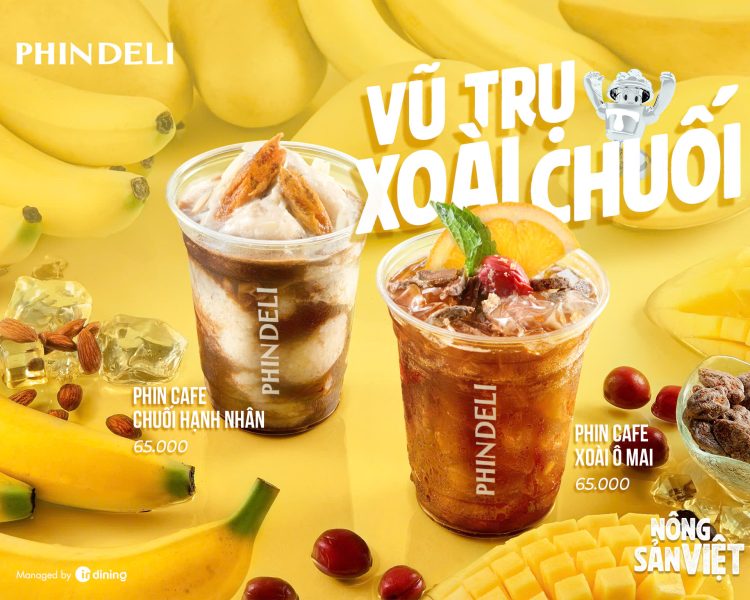 PHINDELI
VŨ TRỤ
XOÀI CHUỐI
PHINDELI
PHINDELI
PHIN CAFE
CHUỐI HẠNH NHÂN
65.000
PHIN CAFE
XOÀI Ô MAI
65.000
NÔNG
SẢN VIỆT
Managed by in dining